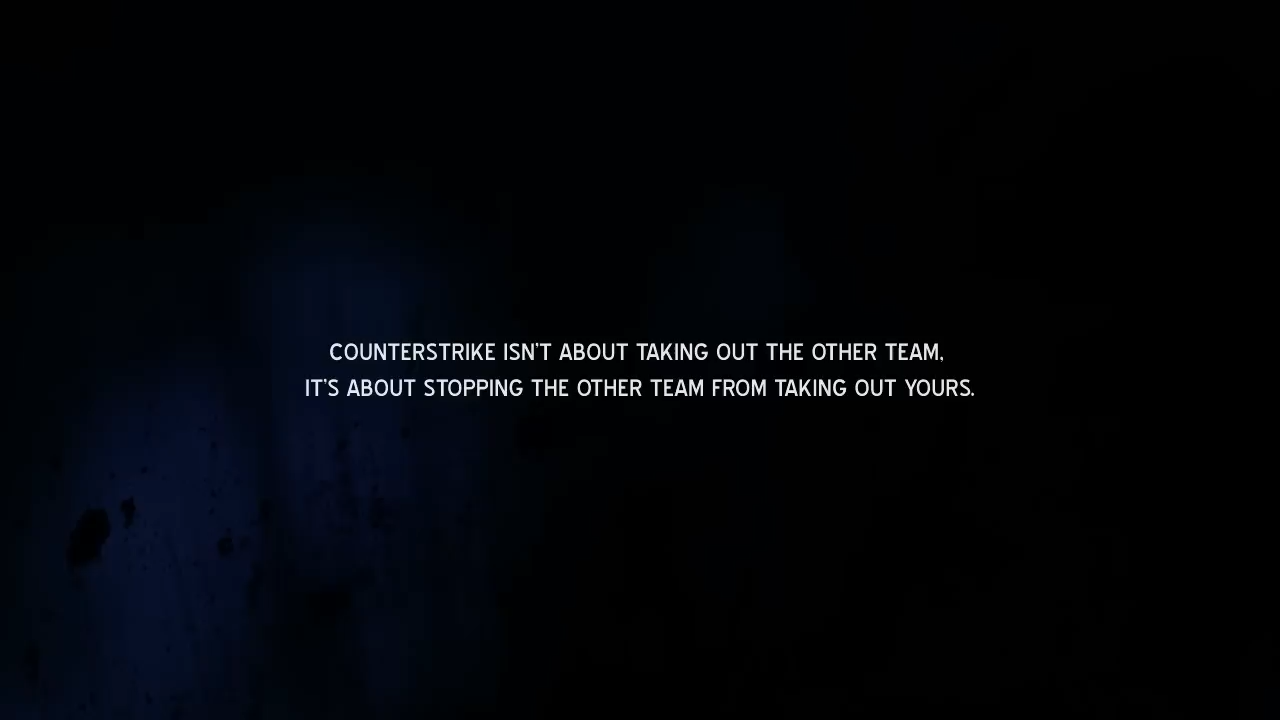 COUNTERSTRIKE ISN'T ABOUT TAKING OUT THE OTHER TEAM,
IT'S ABOUT STOPPING THE OTHER TEAM FROM TAKING OUT YOURS.